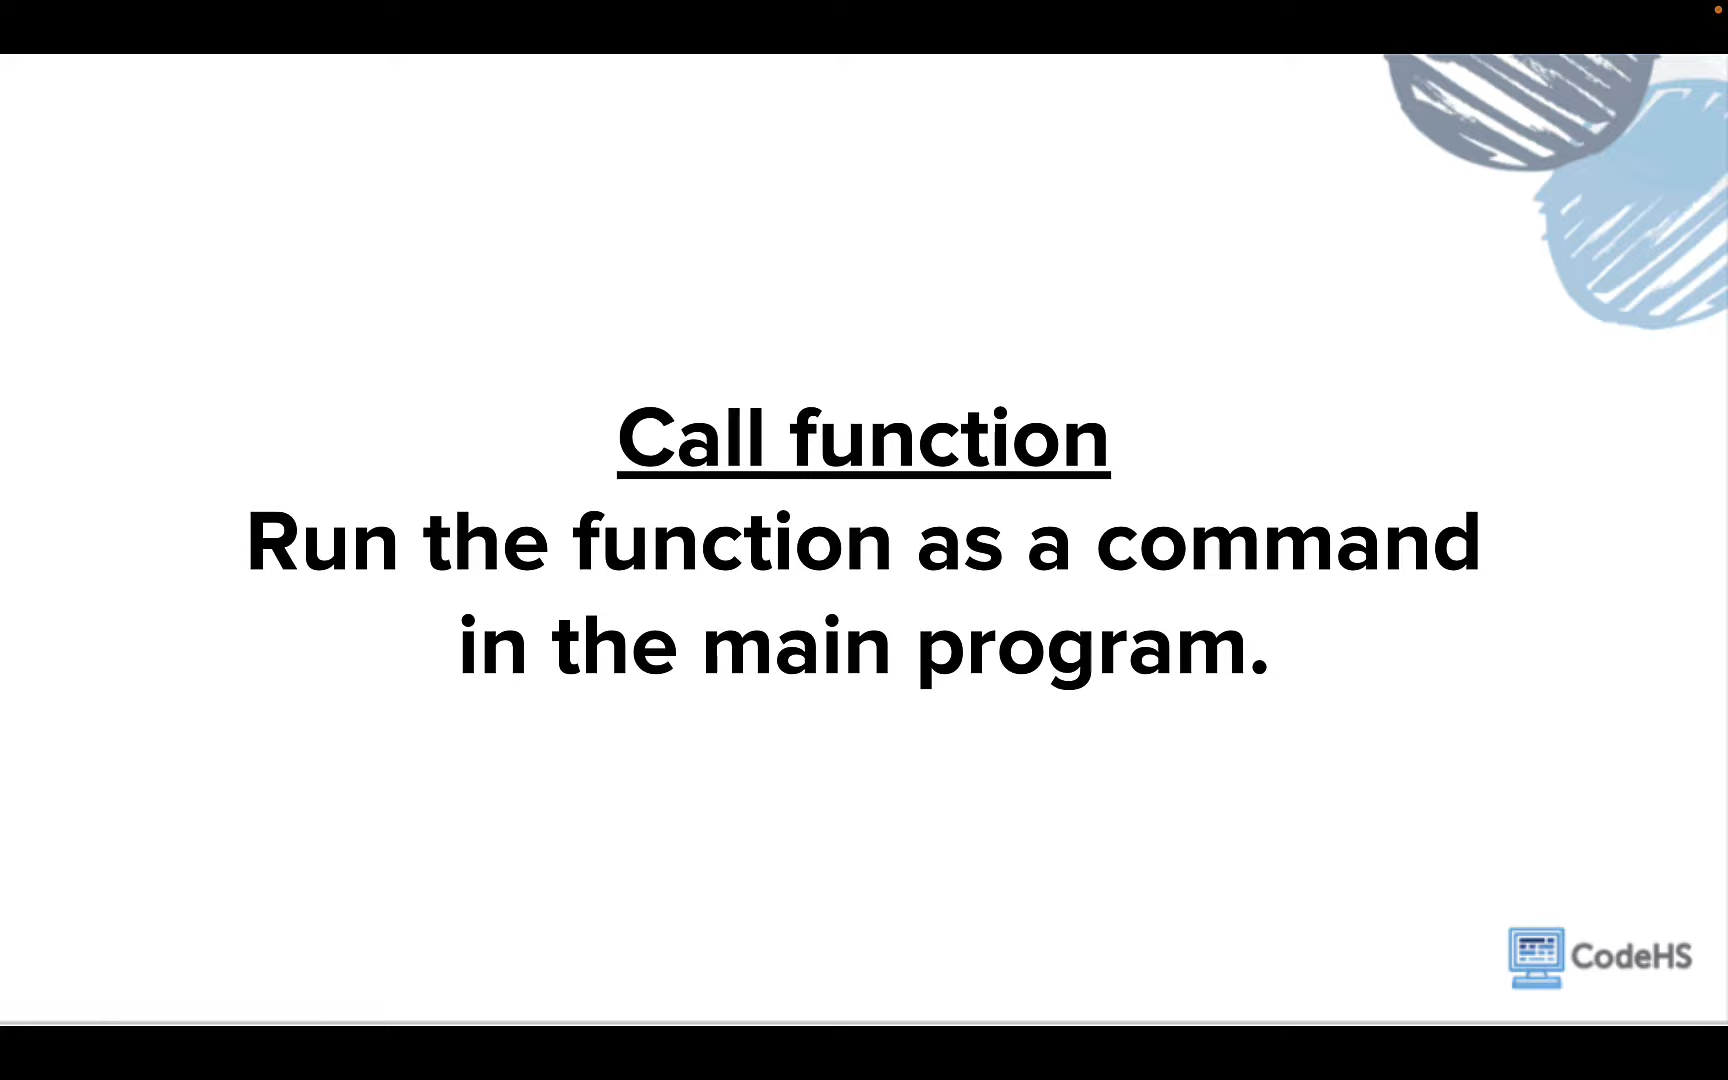 Call function
Run the function as a command
in the main program.
CodeHS